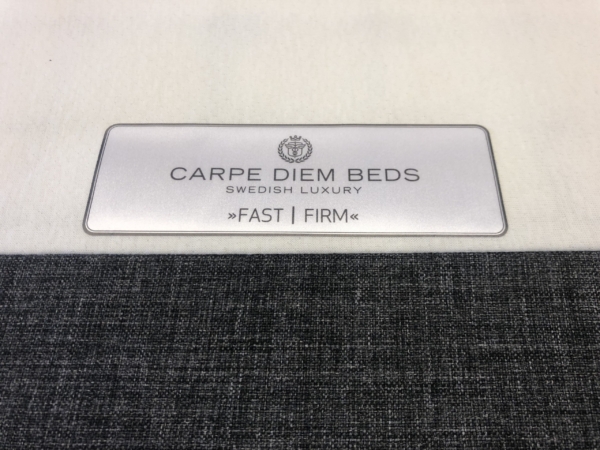 CARPE DIEM BEDS
SWEDISH LUXURY
»FAST | FIRM«